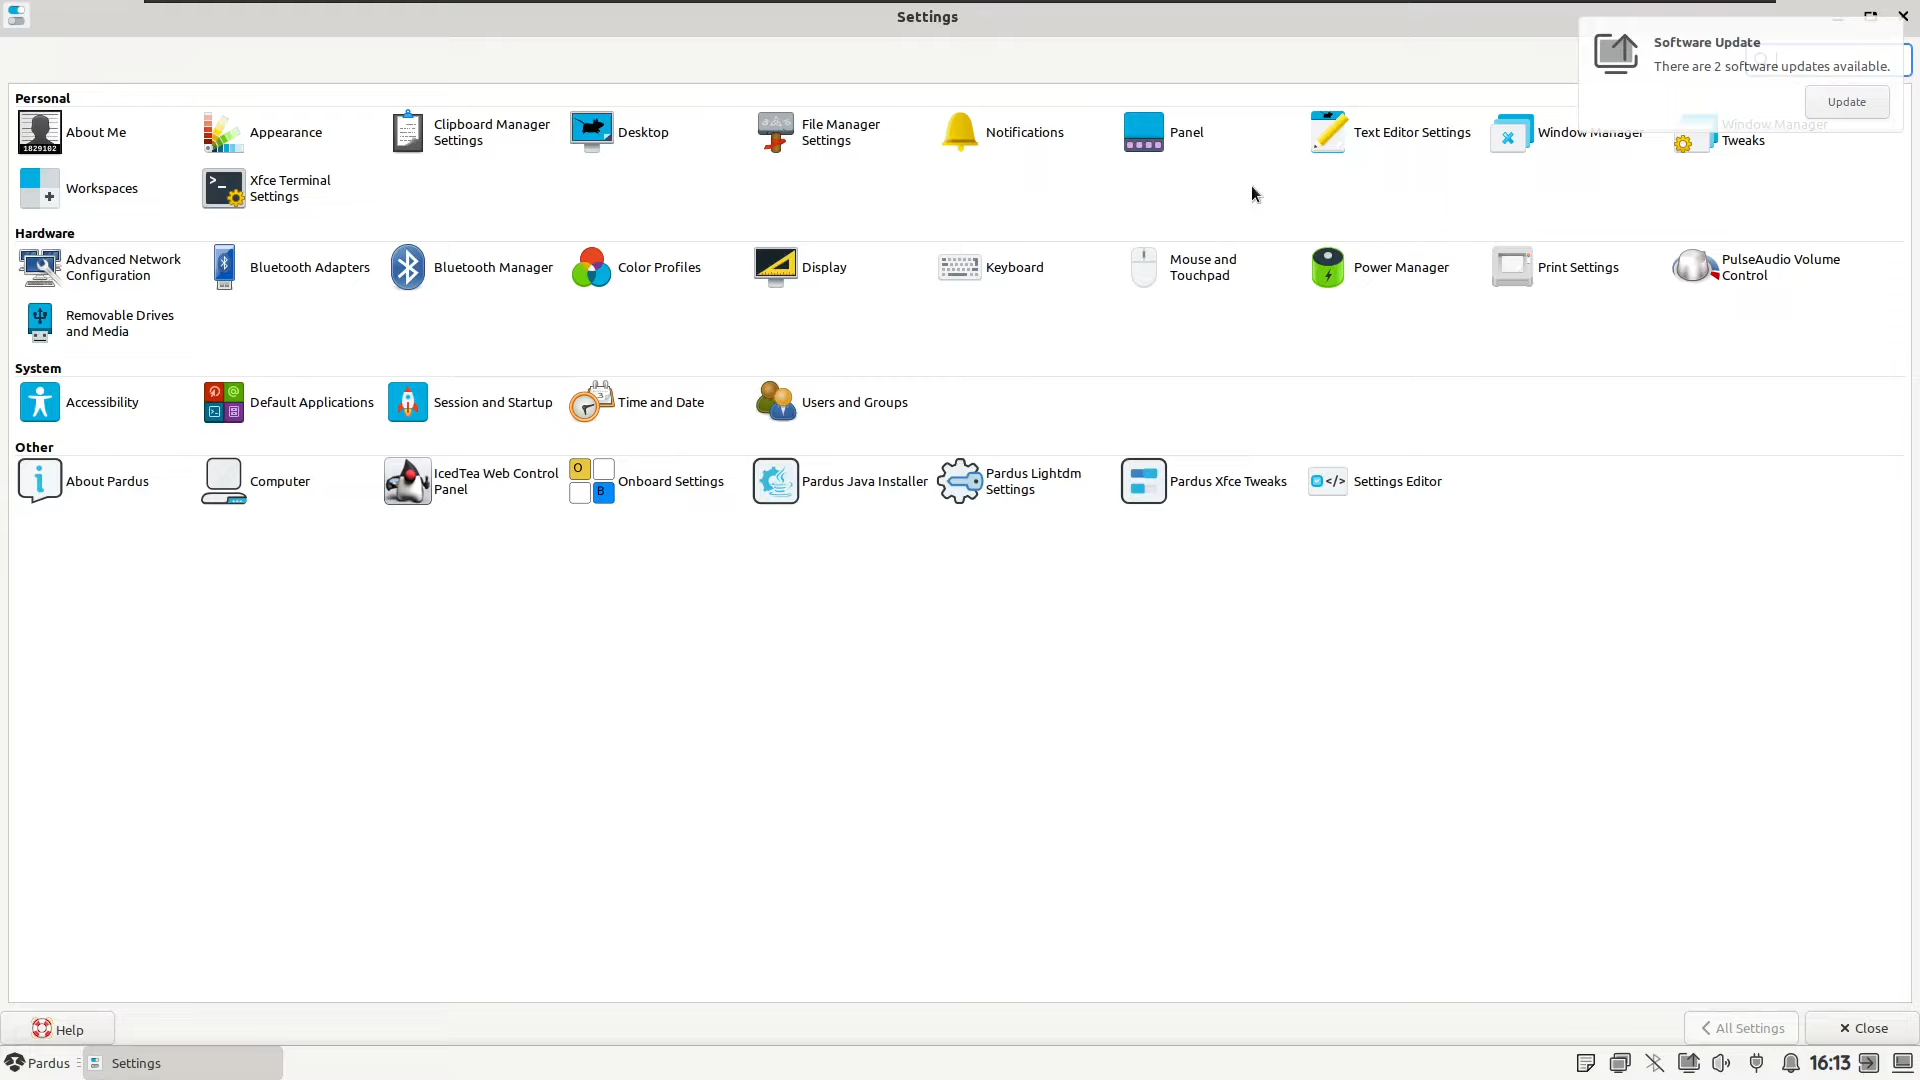 Settings
Software Update
There are 2 software updates available.
Update
Personal
About Me
1829102
Appearance
Clipboard Manager
Settings
Desktop
File Manager
Settings
Notifications
Panel
Text Editor Settings
Window Manager
Window Manager
Tweaks
Workspaces
Xfce Terminal
Settings
Hardware
Advanced Network
Configuration
Bluetooth Adapters
Bluetooth Manager
Color Profiles
Display
Keyboard
Mouse and
Touchpad
Power Manager
Print Settings
PulseAudio Volume
Control
Removable Drives
and Media
System
Accessibility
Default Applications
Session and Startup
Time and Date
Users and Groups
Other
About Pardus
Computer
IcedTea Web Control
Panel
O
B
Onboard Settings
Pardus Java Installer
Pardus Lightdm
Settings
Pardus Xfce Tweaks
Settings Editor
Help
All Settings
Close
Pardus
Settings
16:13